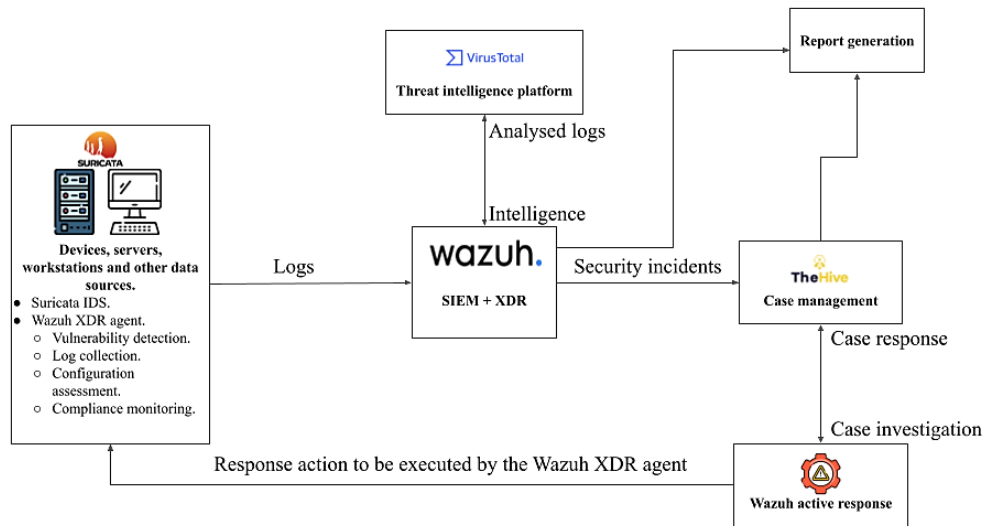 VirusTotal
Threat intelligence platform
Report generation
Analysed logs
Intelligence
SURICATA
Devices, servers,
workstations and other data
sources.
● Suricata IDS.
● Wazuh XDR agent.
○ Vulnerability detection.
○ Log collection.
○ Configuration
assessment.
○ Compliance monitoring.
Logs
wazuh.
SIEM + XDR
Security incidents
TheHive
Case management
Case response
Case investigation
Response action to be executed by the Wazuh XDR agent
Wazuh active response